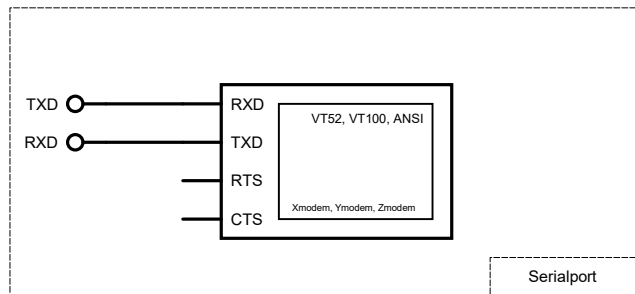 TXD RXD
VT52, VT100, ANSI
RXD TXD
RTS
Xmodem, Ymodem, Zmodem
CTS
Serialport